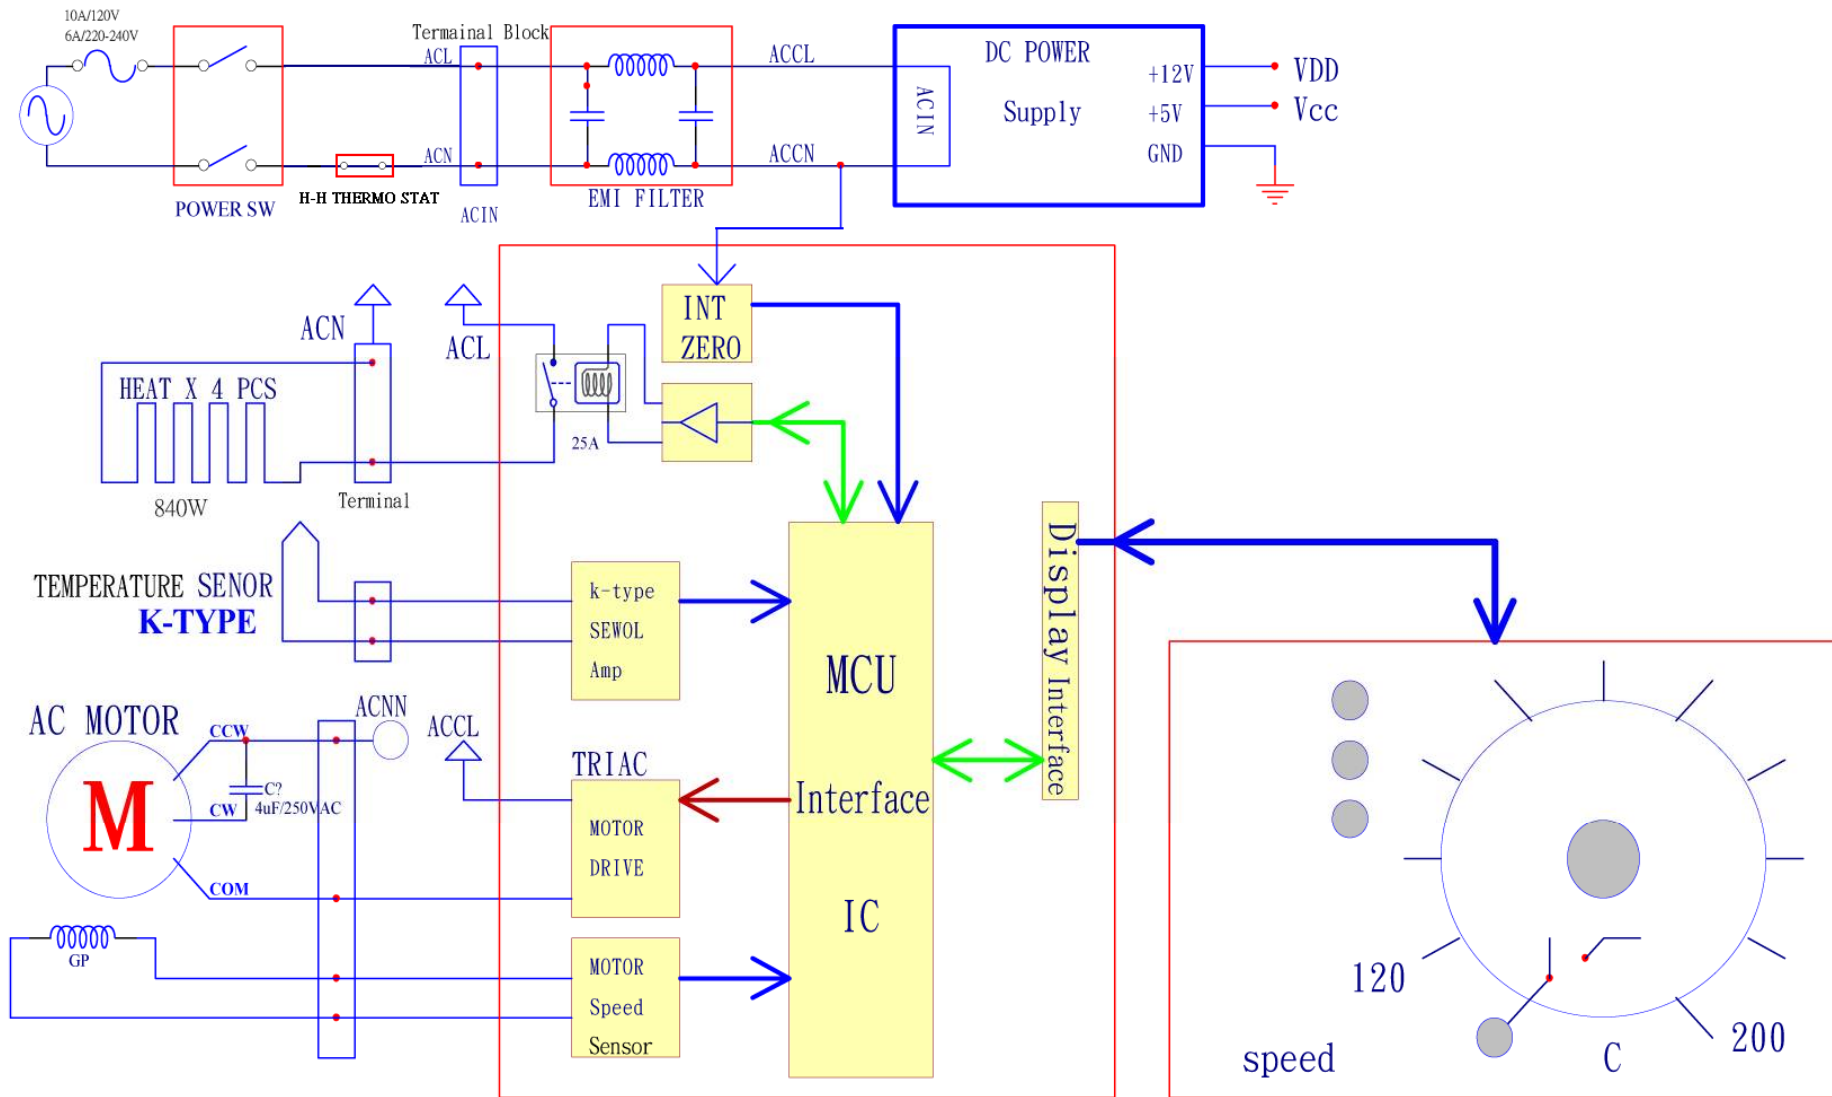 10A/120V
6A/220-240V
POWER SW
H-H THERMO STAT
Termainal Block
ACL
ACN
ACIN
EMI FILTER
ACCL
ACCN
DC POWER
Supply
ACIN
+12V
+5V
GND
VDD
Vcc
ACN
ACL
HEAT X 4 PCS
840W
Terminal
25A
INT
ZERO
TEMPERATURE SENOR
K-TYPE
k-type
SEWOL
Amp
MCU
Interface
IC
Display Interface
AC MOTOR
M
CCW
CW
COM
C?
4uF/250VAC
ACNN
ACCL
TRIAC
MOTOR
DRIVE
GP
MOTOR
Speed
Sensor
120
200
speed
C